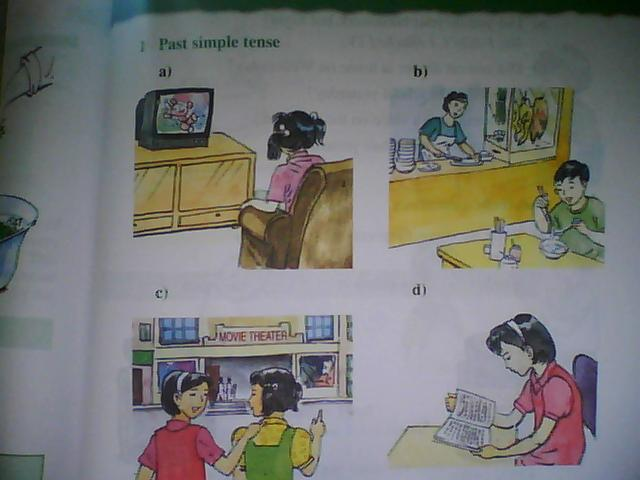 1 Past simple tense
a)
b)
MOVIE THEATER
c)
d)